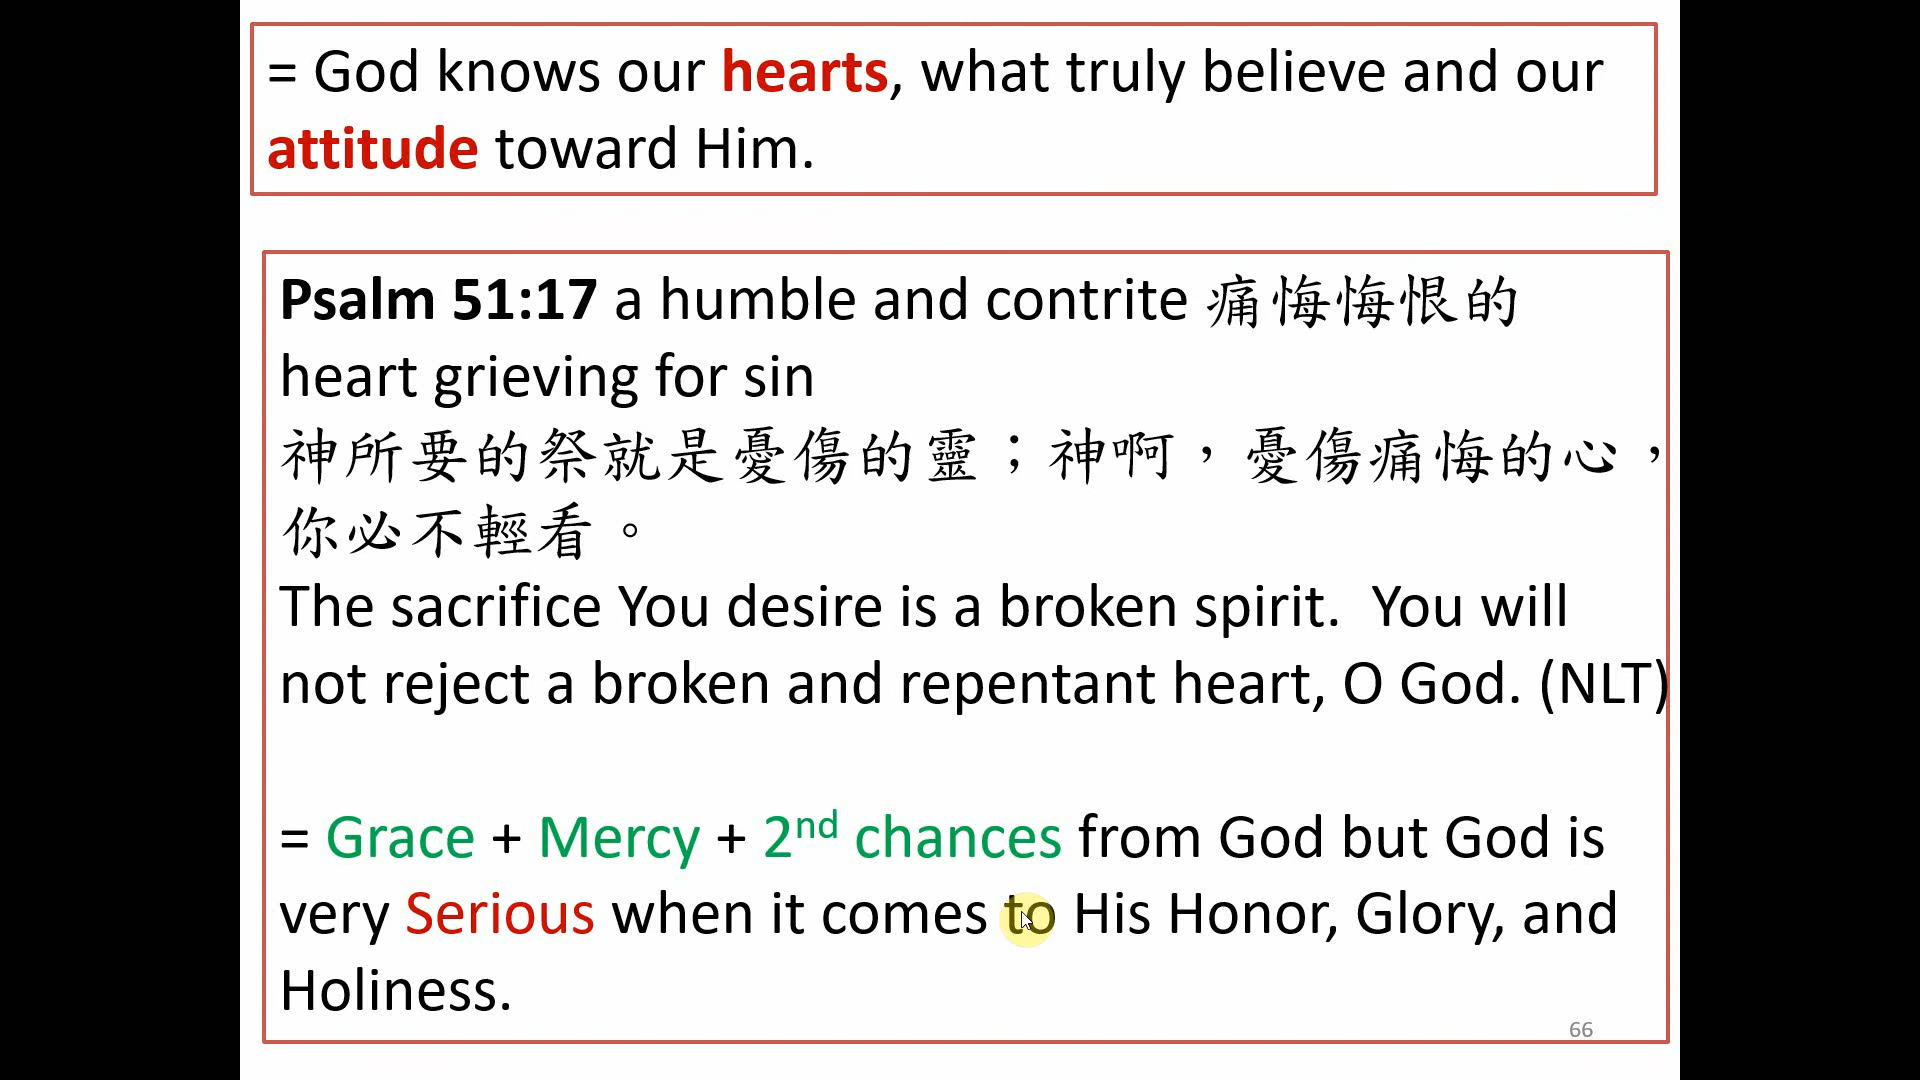 = God knows our hearts, what truly believe and our
attitude toward Him.
Psalm 51:17 a humble and contrite 痛悔悔恨的
heart grieving for sin
神所要的祭就是憂傷的靈；神啊，憂傷痛悔的心，
你必不輕看。
The sacrifice You desire is a broken spirit.  You will
not reject a broken and repentant heart, O God. (NLT)
= Grace + Mercy + 2nd chances from God but God is
very Serious when it comes to His Honor, Glory, and
Holiness.
66